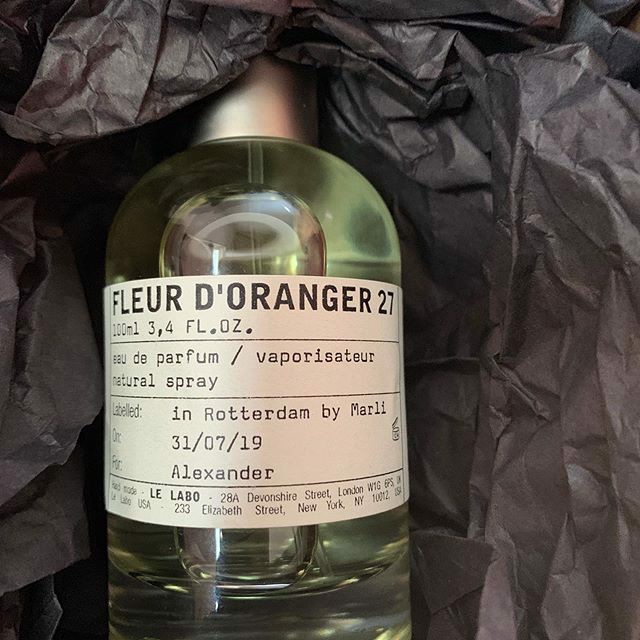 FLEUR D'ORANGER 27
100ml 3,4 FL.OZ.
eau de parfum / vaporisateur
natural spray
Labelled: in Rotterdam by Marli
On: 31/07/19
For: Alexander
Hand made - LE LABO - 28A Devonshire Street, London W1G 6PS, UK
Le Labo USA - 233 Elizabeth Street, New York, NY 10012, USA